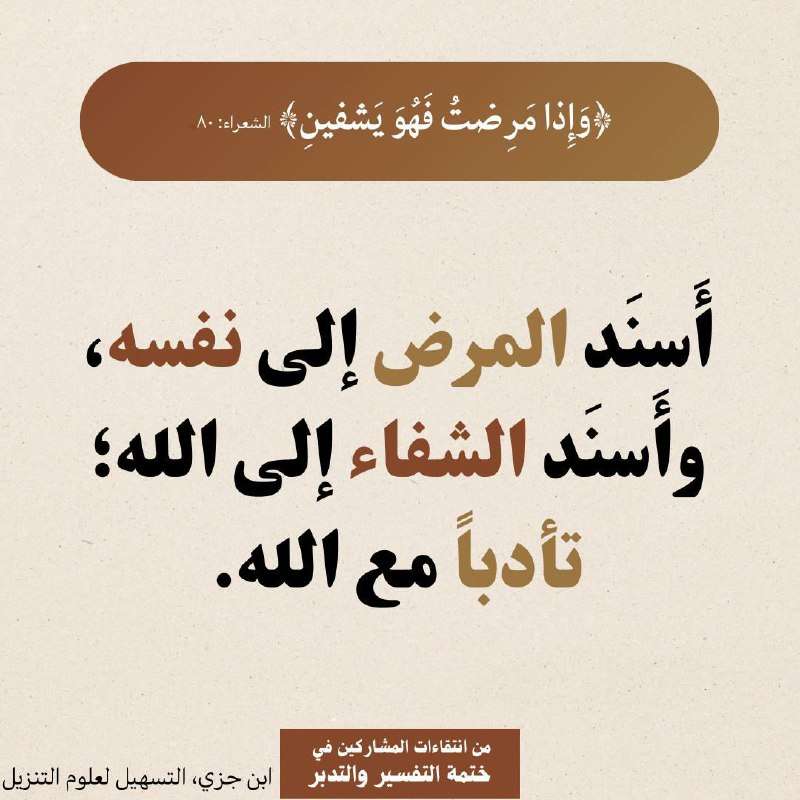 ﴿وَإِذا مَرِضتُ فَهُوَ يَشفينِ﴾ الشعراء: ٨٠
أَسنَد المرض إلى نفسه،
وأَسنَد الشفاء إلى الله؛
تأدباً مع الله.
من انتقاءات المشاركين في
ختمة التفسير والتدبر
ابن جزي، التسهيل لعلوم التنزيل